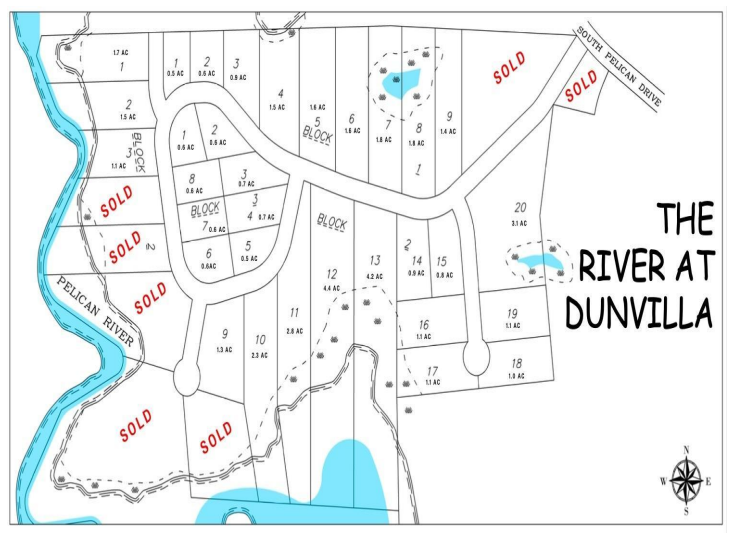 THE
RIVER AT
DUNVILLA
SOUTH PELICAN DRIVE
PELICAN RIVER
1.7 AC
1
2
1.5 AC
3
1.1 AC
BLOCK
2
SOLD
SOLD
SOLD
SOLD
SOLD
1
0.5 AC
2
0.6 AC
3
0.9 AC
4
1.5 AC
1.6 AC
5
BLOCK
6
1.6 AC
7
1.8 AC
8
1.8 AC
1
9
1.4 AC
SOLD
SOLD
1
0.6 AC
2
0.6 AC
8
0.6 AC
3
0.7 AC
BLOCK
3
7 0.6 AC
4 0.7 AC
6
0.6AC
5
0.5 AC
BLOCK
2
9
1.3 AC
10
2.3 AC
11
2.8 AC
12
4.4 AC
13
4.2 AC
14
0.9 AC
15
0.8 AC
16
1.1 AC
17
1.1 AC
18
1.0 AC
19
1.1 AC
20
3.1 AC
N
W
E
S